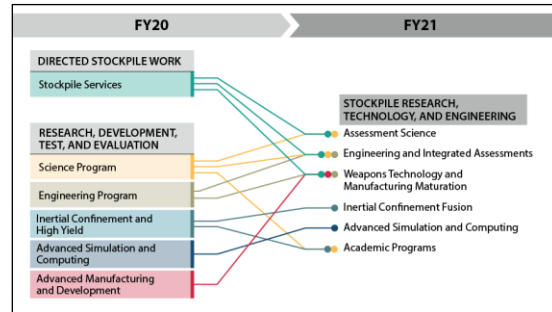 FY20
FY21
DIRECTED STOCKPILE WORK
Stockpile Services
RESEARCH, DEVELOPMENT,
TEST, AND EVALUATION
Science Program
Engineering Program
Inertial Confinement and
High Yield
Advanced Simulation and
Computing
Advanced Manufacturing
and Development
STOCKPILE RESEARCH,
TECHNOLOGY, AND ENGINEERING
Assessment Science
Engineering and Integrated Assessments
Weapons Technology and
Manufacturing Maturation
Inertial Confinement Fusion
Advanced Simulation and Computing
Academic Programs